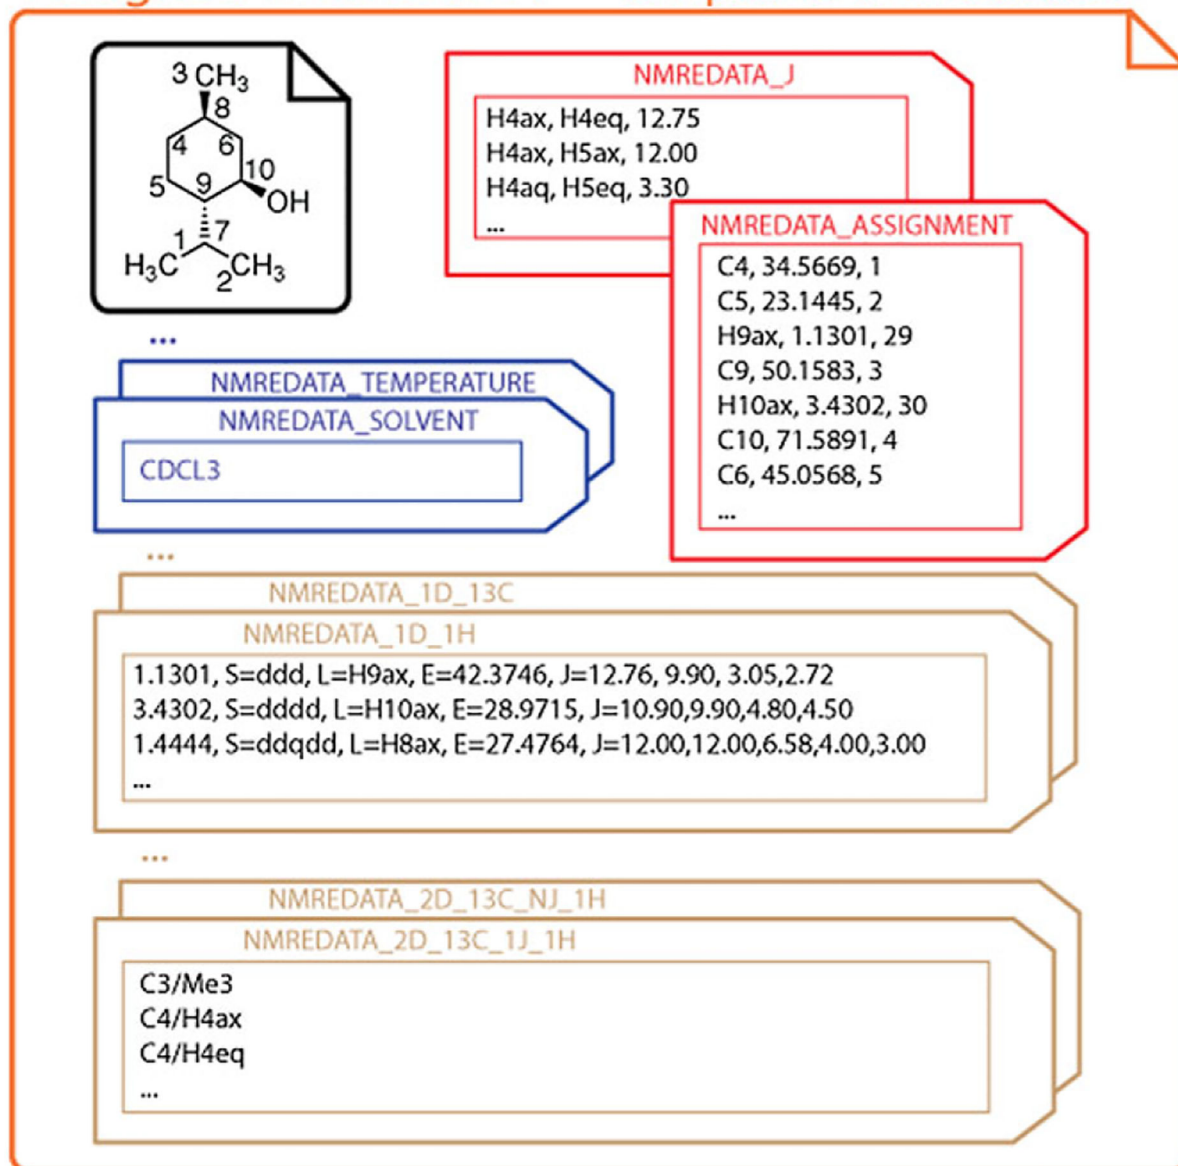 3 CH3
8
4 6
10
5 9
OH
1 7
H3C CH3
2
NMREDATA_J
H4ax, H4eq, 12.75
H4ax, H5ax, 12.00
H4aq, H5eq, 3.30
...
NMREDATA_ASSIGNMENT
C4, 34.5669, 1
C5, 23.1445, 2
H9ax, 1.1301, 29
C9, 50.1583, 3
H10ax, 3.4302, 30
C10, 71.5891, 4
C6, 45.0568, 5
...
...
NMREDATA_TEMPERATURE
NMREDATA_SOLVENT
CDCL3
...
NMREDATA_1D_13C
NMREDATA_1D_1H
1.1301, S=ddd, L=H9ax, E=42.3746, J=12.76, 9.90, 3.05,2.72
3.4302, S=dddd, L=H10ax, E=28.9715, J=10.90,9.90,4.80,4.50
1.4444, S=ddqdd, L=H8ax, E=27.4764, J=12.00,12.00,6.58,4.00,3.00
...
...
NMREDATA_2D_13C_NJ_1H
NMREDATA_2D_13C_1J_1H
C3/Me3
C4/H4ax
C4/H4eq
...